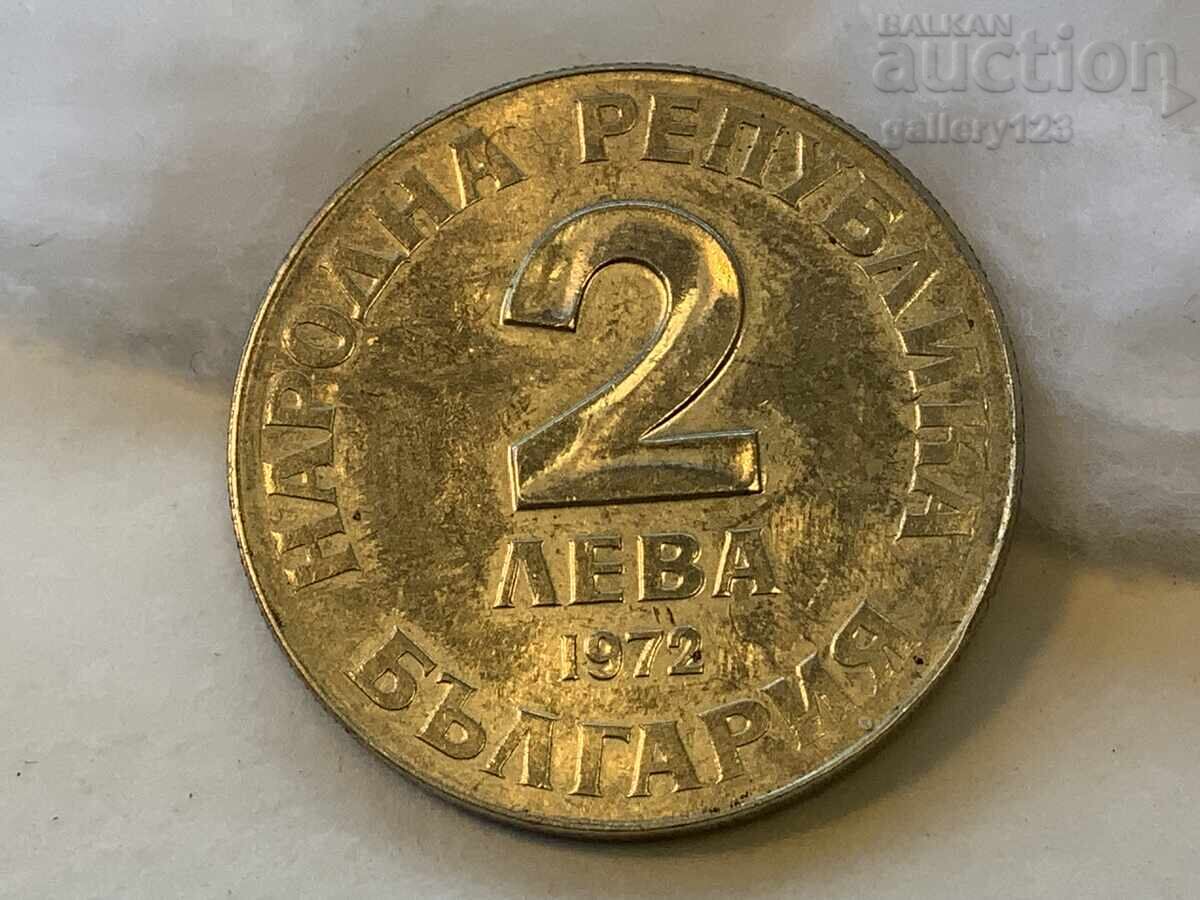 BALKAN
auction
gallery123
НАРОДНА РЕПУБЛИКА
2
ЛЕВА
1972
БЪЛГАРИЯ